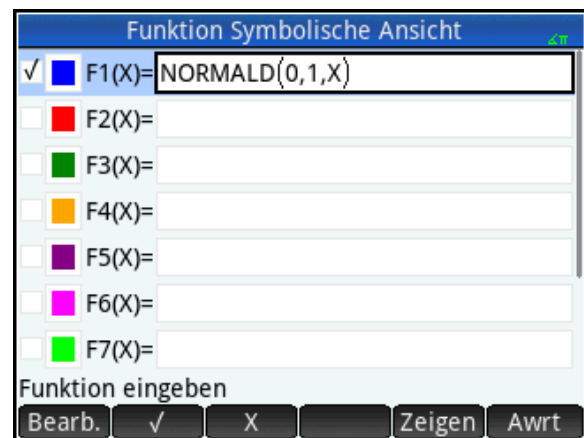 Funktion Symbolische Ansicht ∡π
√ F1(X)= NORMALD(0,1,X)
F2(X)=
F3(X)=
F4(X)=
F5(X)=
F6(X)=
F7(X)=
Funktion eingeben
Bearb. √ X Zeigen Awrt